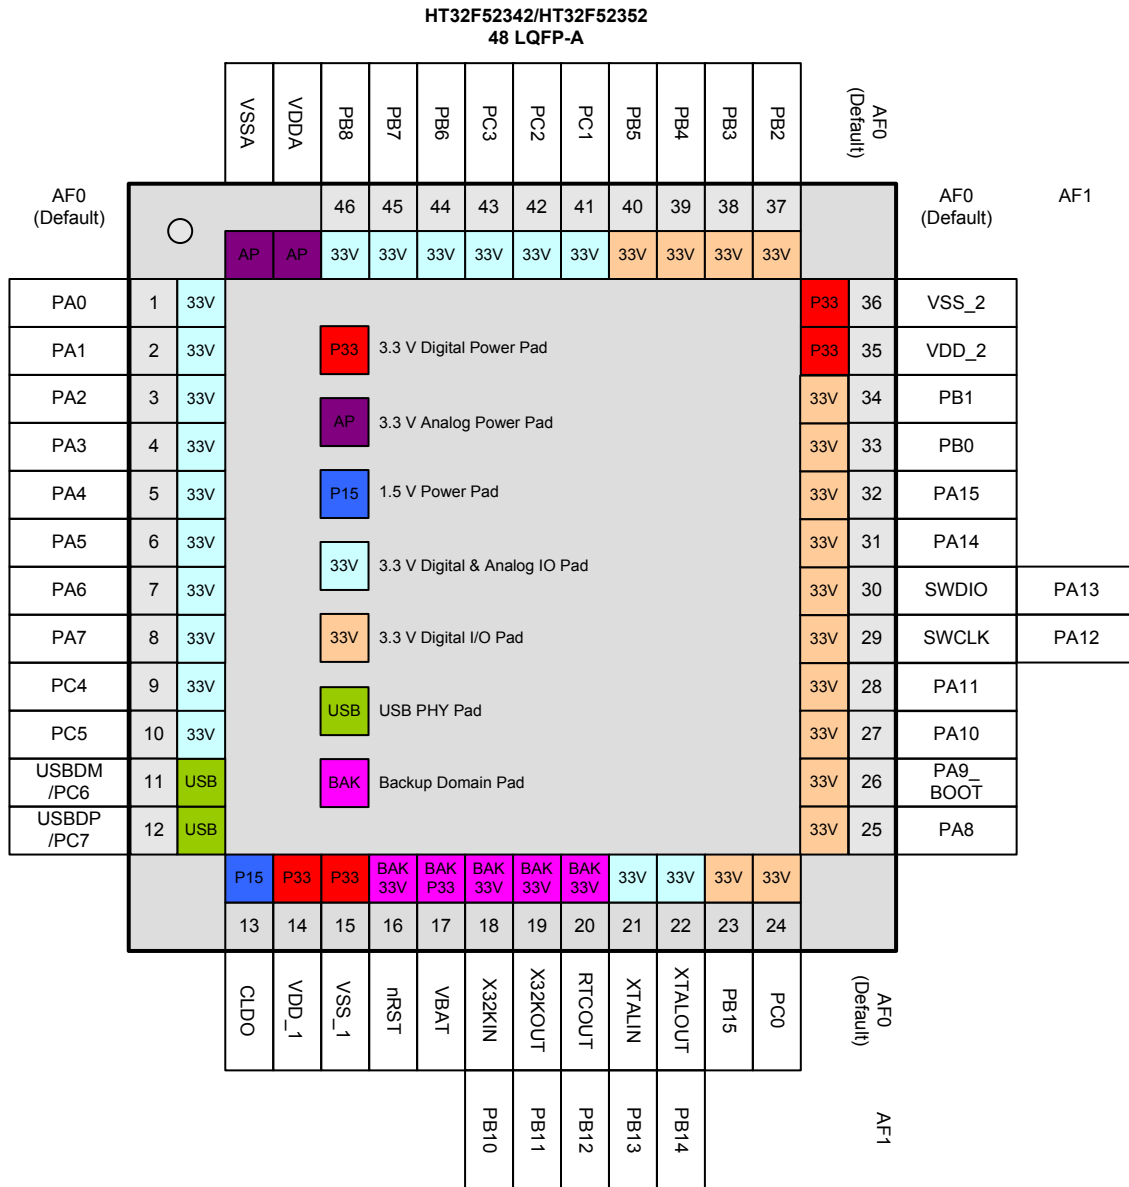 HT32F52342/HT32F52352
48 LQFP-A
VSSA VDDA PB8 PB7 PB6 PC3 PC2 PC1 PB5 PB4 PB3 PB2
AF0
(Default)
AF0
(Default)
46 45 44 43 42 41 40 39 38 37
AF0
(Default)
AF1
AP AP 33V 33V 33V 33V 33V 33V 33V 33V 33V 33V
PA0 1 33V
P33 36 VSS_2
PA1 2 33V
P33 3.3 V Digital Power Pad
P33 35 VDD_2
PA2 3 33V
33V 34 PB1
AP 3.3 V Analog Power Pad
PA3 4 33V
33V 33 PB0
PA4 5 33V
P15 1.5 V Power Pad
33V 32 PA15
PA5 6 33V
33V 31 PA14
33V 3.3 V Digital & Analog IO Pad
PA6 7 33V
33V 30 SWDIO PA13
PA7 8 33V
33V 3.3 V Digital I/O Pad
33V 29 SWCLK PA12
PC4 9 33V
33V 28 PA11
USB USB PHY Pad
PC5 10 33V
33V 27 PA10
USBDM
/PC6
11 USB
BAK Backup Domain Pad
33V 26
PA9_
BOOT
USBDP
/PC7
12 USB
33V 25 PA8
P15 P33 P33 BAK 33V BAK P33 BAK 33V BAK 33V BAK 33V 33V 33V 33V 33V
13 14 15 16 17 18 19 20 21 22 23 24
CLDO VDD_1 VSS_1 nRST VBAT X32KIN X32KOUT RTCOUT XTALIN XTALOUT PB15 PC0
AF0
(Default)
PB10 PB11 PB12 PB13 PB14
AF1